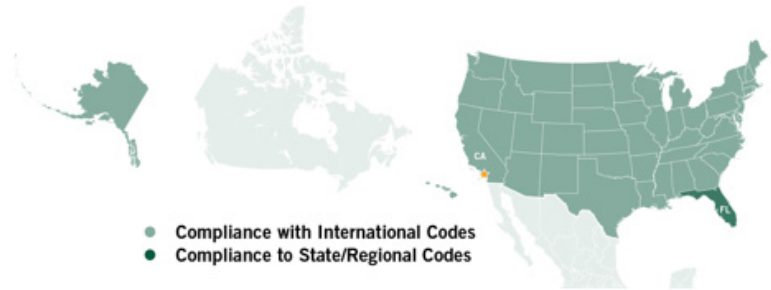 CA
FL
Compliance with International Codes
Compliance to State/Regional Codes